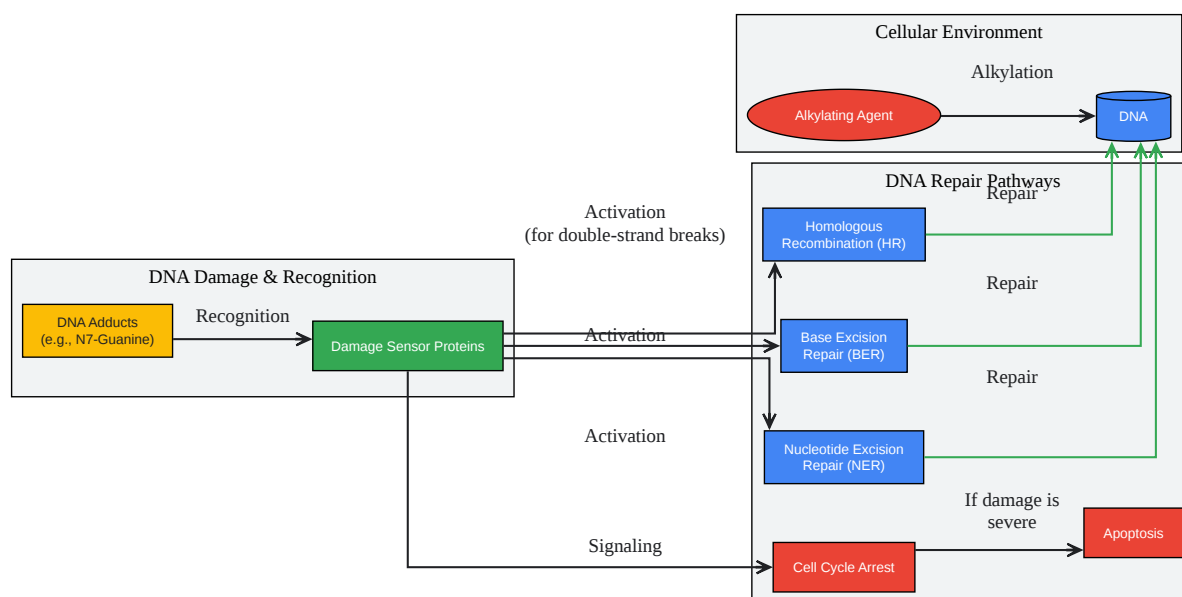 Cellular Environment
Alkylation
Alkylating Agent
DNA
DNA Repair Pathways
Repair
Activation
(for double-strand breaks)
Homologous
Recombination (HR)
DNA Damage & Recognition
Repair
DNA Adducts
(e.g., N7-Guanine)
Recognition
Damage Sensor Proteins
Activation
Base Excision
Repair (BER)
Repair
Activation
Nucleotide Excision
Repair (NER)
If damage is
severe
Apoptosis
Signaling
Cell Cycle Arrest